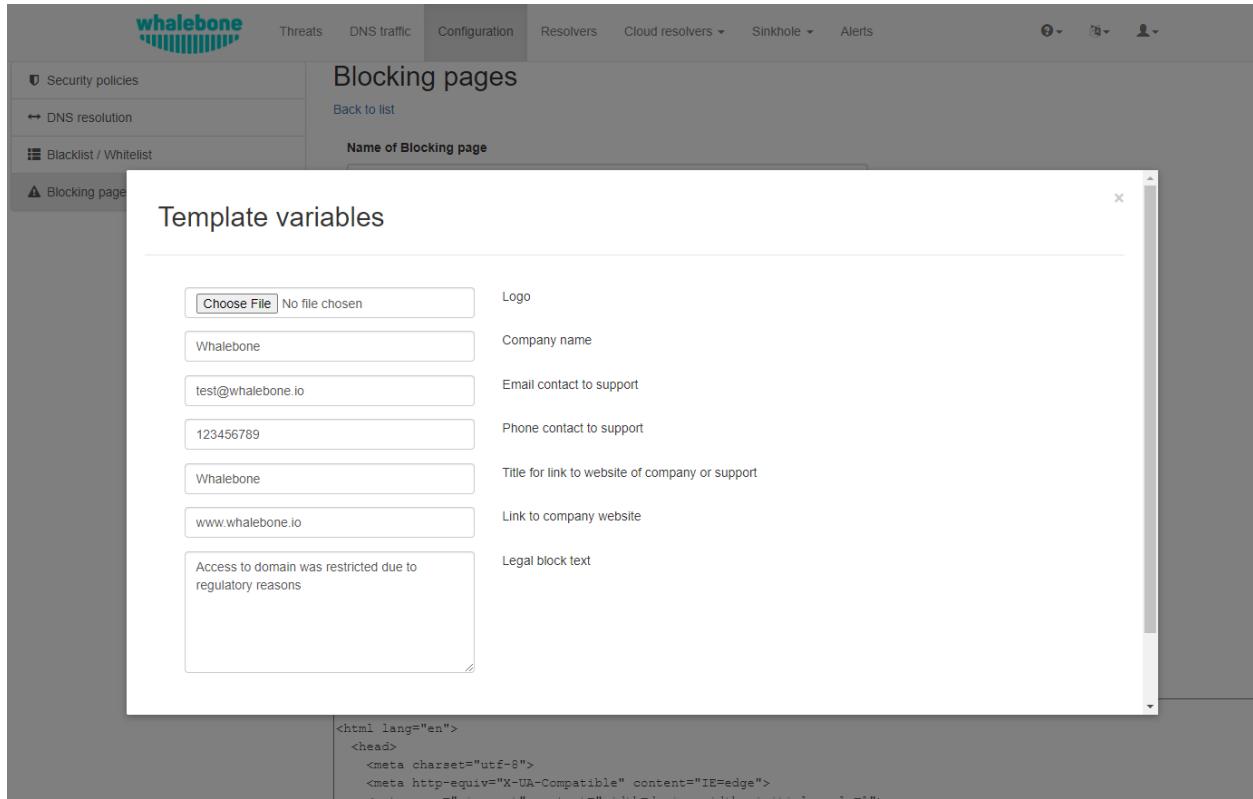 whalebone
Threats DNS traffic Configuration Resolvers Cloud resolvers Sinkhole Alerts
Security policies
DNS resolution
Blacklist / Whitelist
Blocking page
Blocking pages
Back to list
Name of Blocking page
Template variables
×
Choose File No file chosen Logo
Whalebone Company name
test@whalebone.io Email contact to support
123456789 Phone contact to support
Whalebone Title for link to website of company or support
www.whalebone.io Link to company website
Access to domain was restricted due to Legal block text
regulatory reasons
<html lang="en">
<head>
<meta charset="utf-8">
<meta http-equiv="X-UA-Compatible" content="IE=edge">